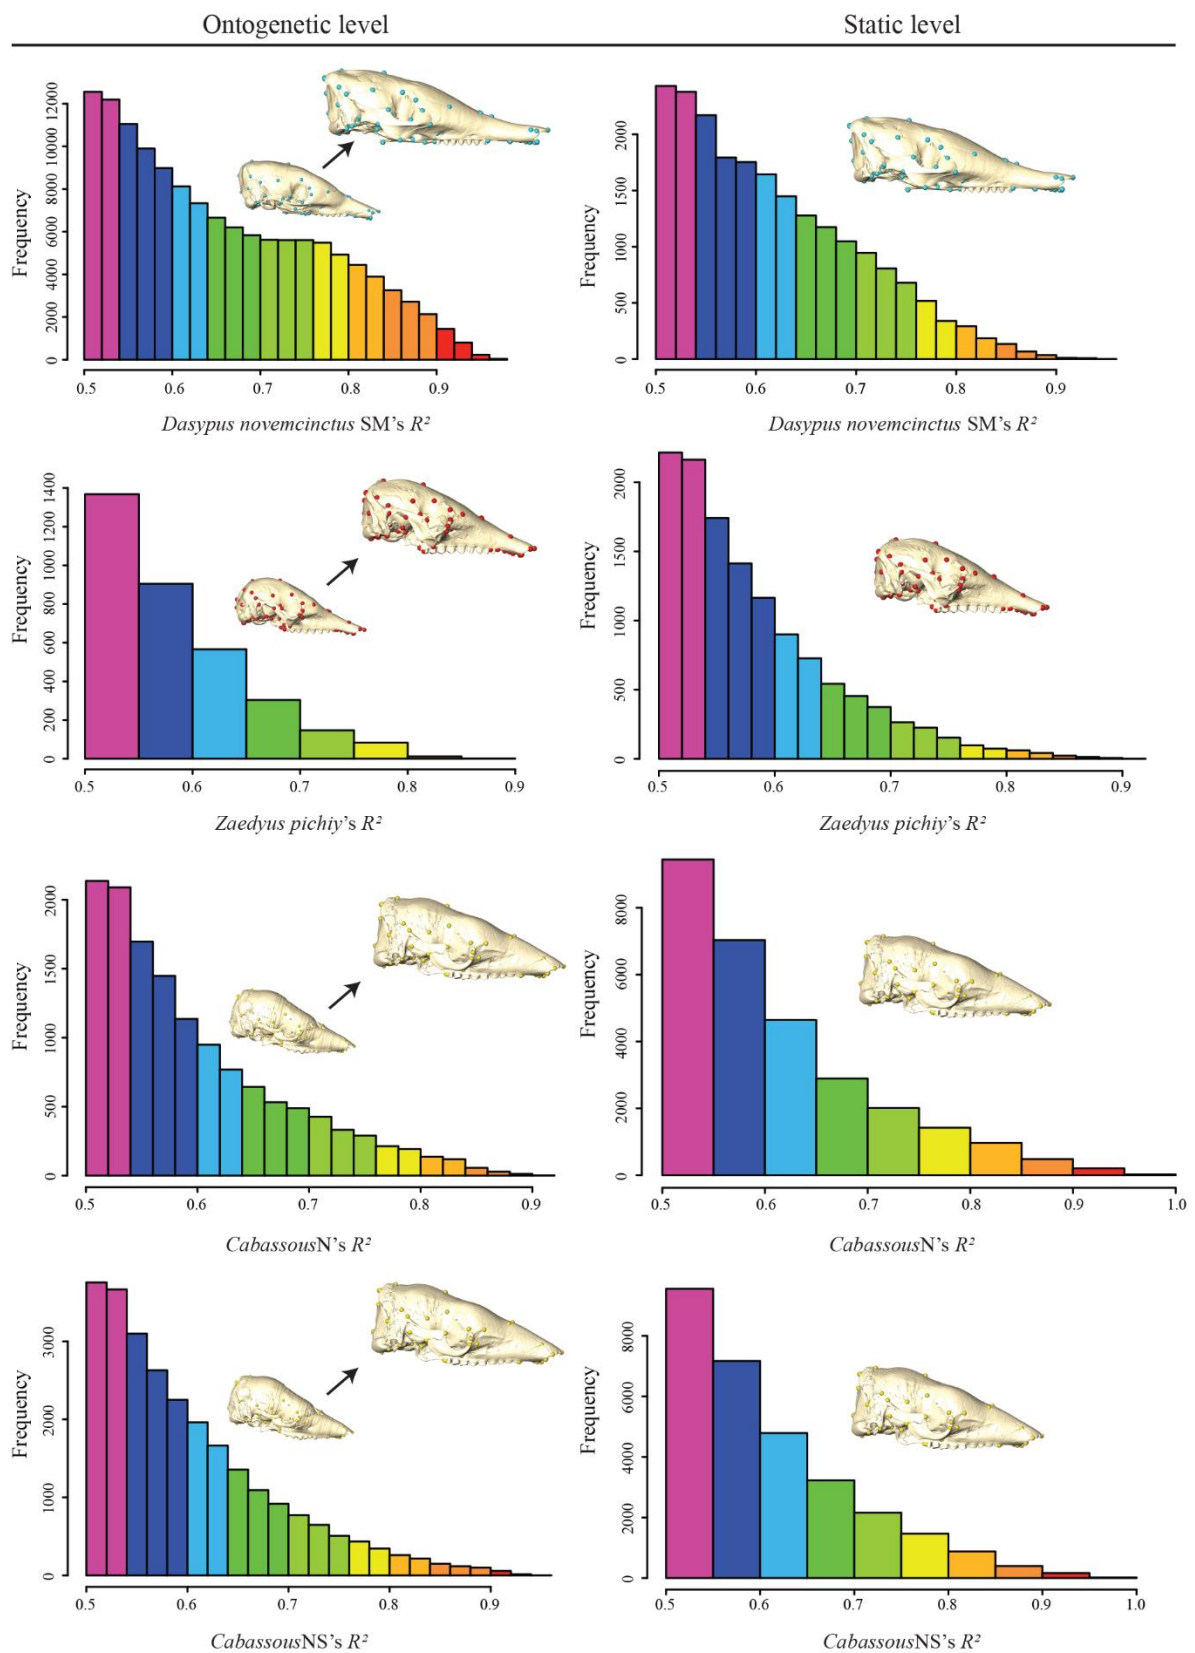 Ontogenetic level
Static level
Frequency
0 2000 4000 6000 8000 10000 12000
0.5 0.6 0.7 0.8 0.9
Dasypus novemcinctus SM's R²
Frequency
0 500 1000 1500 2000
0.5 0.6 0.7 0.8 0.9
Dasypus novemcinctus SM's R²
Frequency
0 200 400 600 800 1000 1200 1400
0.5 0.6 0.7 0.8 0.9
Zaedyus pichiy's R²
Frequency
0 500 1000 1500 2000
0.5 0.6 0.7 0.8 0.9
Zaedyus pichiy's R²
Frequency
0 500 1000 1500 2000
0.5 0.6 0.7 0.8 0.9
CabassousN's R²
Frequency
0 2000 4000 6000 8000
0.5 0.6 0.7 0.8 0.9 1.0
CabassousN's R²
Frequency
0 1000 2000 3000
0.5 0.6 0.7 0.8 0.9
CabassousNS's R²
Frequency
0 2000 4000 6000 8000
0.5 0.6 0.7 0.8 0.9 1.0
CabassousNS's R²